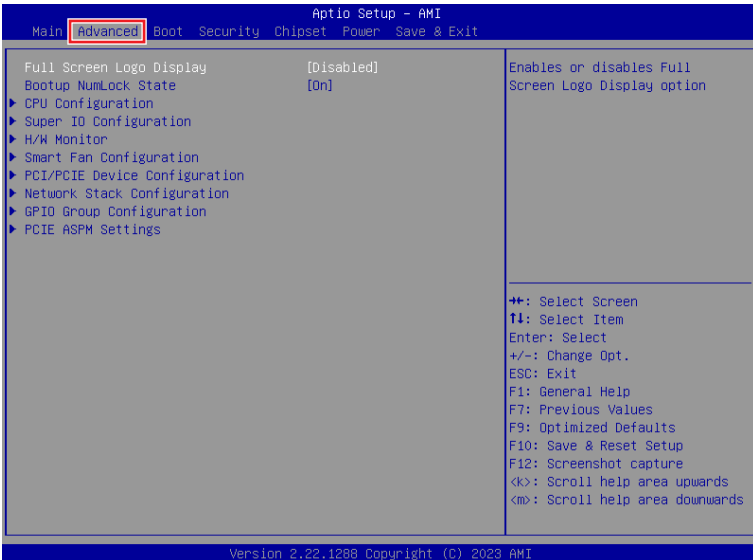 Aptio Setup - AMI
Main Advanced Boot Security Chipset Power Save & Exit
Full Screen Logo Display [Disabled]
Bootup NumLock State [On]
CPU Configuration
Super IO Configuration
H/W Monitor
Smart Fan Configuration
PCI/PCIE Device Configuration
Network Stack Configuration
GPIO Group Configuration
PCIE ASPM Settings
Enables or disables Full
Screen Logo Display option
→←: Select Screen
↑↓: Select Item
Enter: Select
+/-: Change Opt.
ESC: Exit
F1: General Help
F7: Previous Values
F9: Optimized Defaults
F10: Save & Reset Setup
F12: Screenshot capture
<k>: Scroll help area upwards
<m>: Scroll help area downwards
Version 2.22.1288 Copyright (C) 2023 AMI